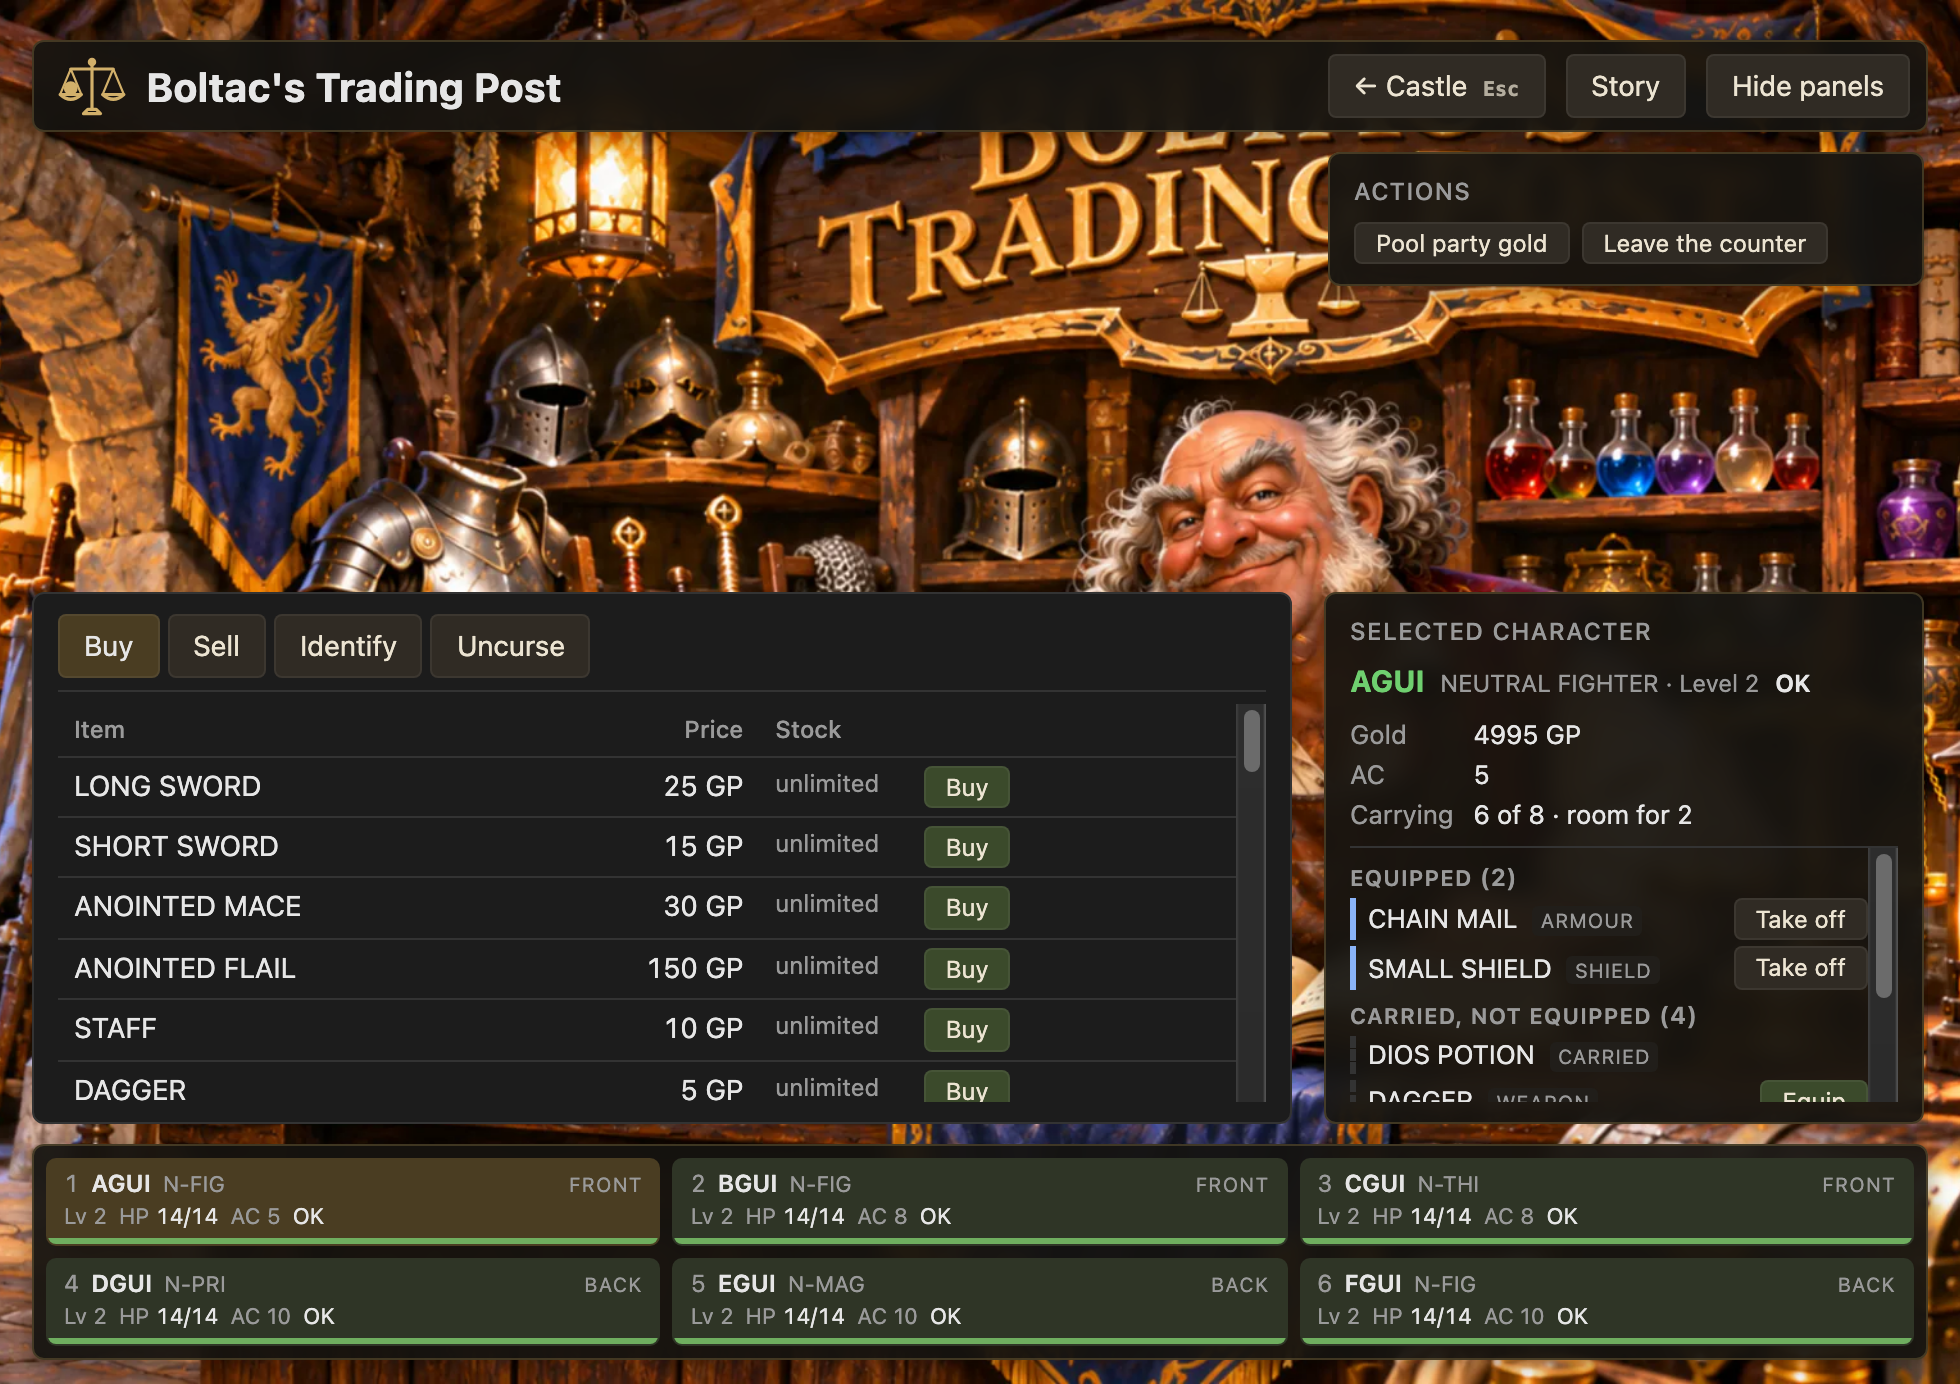 Boltac's Trading Post
← Castle Esc
Story
Hide panels
TRADING
ACTIONS
Pool party gold
Leave the counter
Buy
Sell
Identify
Uncurse
Item Price Stock
LONG SWORD 25 GP unlimited Buy
SHORT SWORD 15 GP unlimited Buy
ANOINTED MACE 30 GP unlimited Buy
ANOINTED FLAIL 150 GP unlimited Buy
STAFF 10 GP unlimited Buy
DAGGER 5 GP unlimited Buy
SELECTED CHARACTER
AGUI NEUTRAL FIGHTER · Level 2 OK
Gold 4995 GP
AC 5
Carrying 6 of 8 · room for 2
EQUIPPED (2)
CHAIN MAIL ARMOUR Take off
SMALL SHIELD SHIELD Take off
CARRIED, NOT EQUIPPED (4)
DIOS POTION CARRIED
DAGGER WEAPON Equip
1 AGUI N-FIG FRONT
Lv 2 HP 14/14 AC 5 OK
2 BGUI N-FIG FRONT
Lv 2 HP 14/14 AC 8 OK
3 CGUI N-THI FRONT
Lv 2 HP 14/14 AC 8 OK
4 DGUI N-PRI BACK
Lv 2 HP 14/14 AC 10 OK
5 EGUI N-MAG BACK
Lv 2 HP 14/14 AC 10 OK
6 FGUI N-FIG BACK
Lv 2 HP 14/14 AC 10 OK